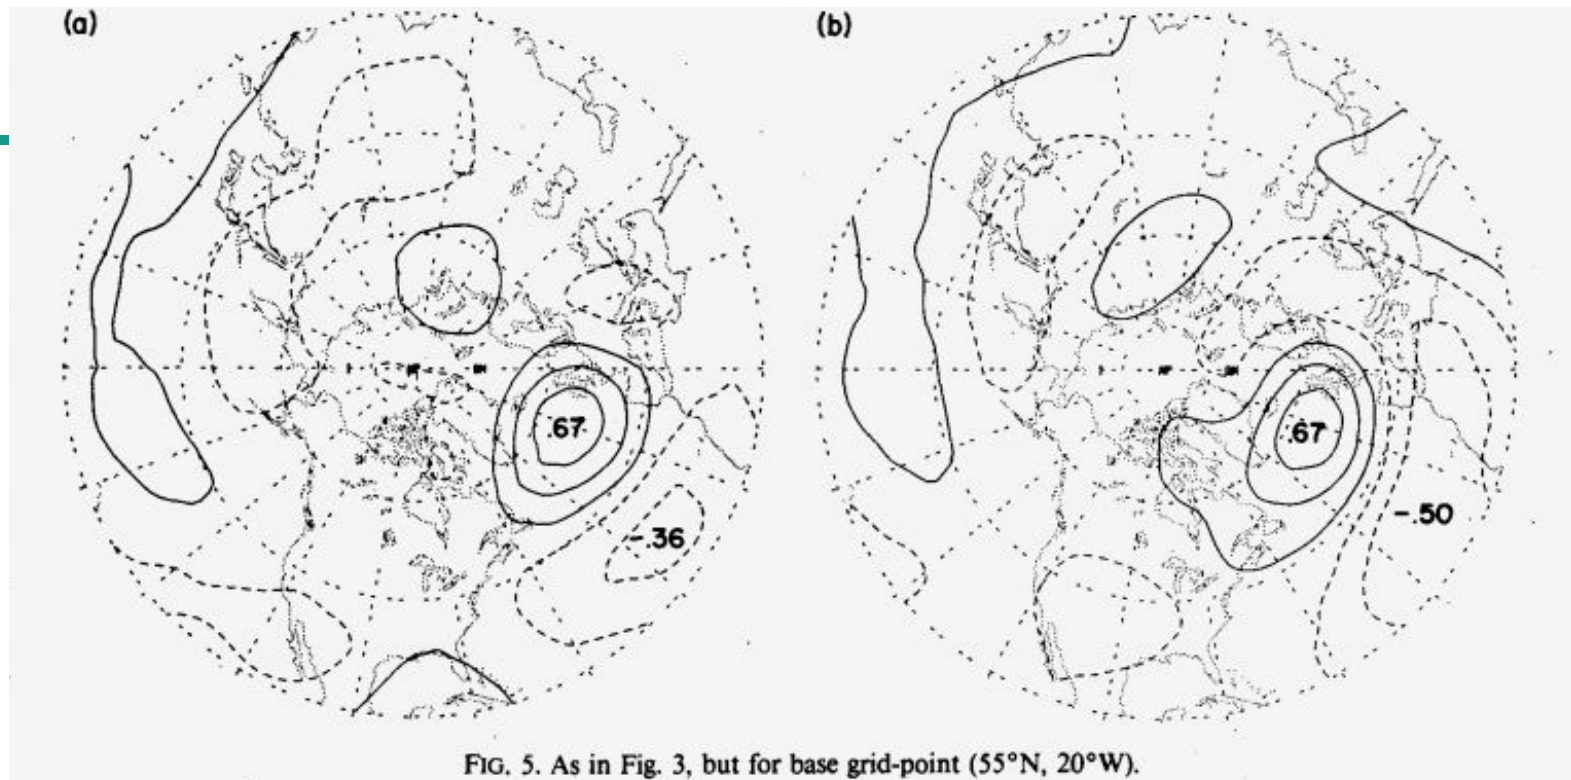 (a)
(b)
.67
-.36
.67
-.50
FIG. 5. As in Fig. 3, but for base grid-point (55°N, 20°W).